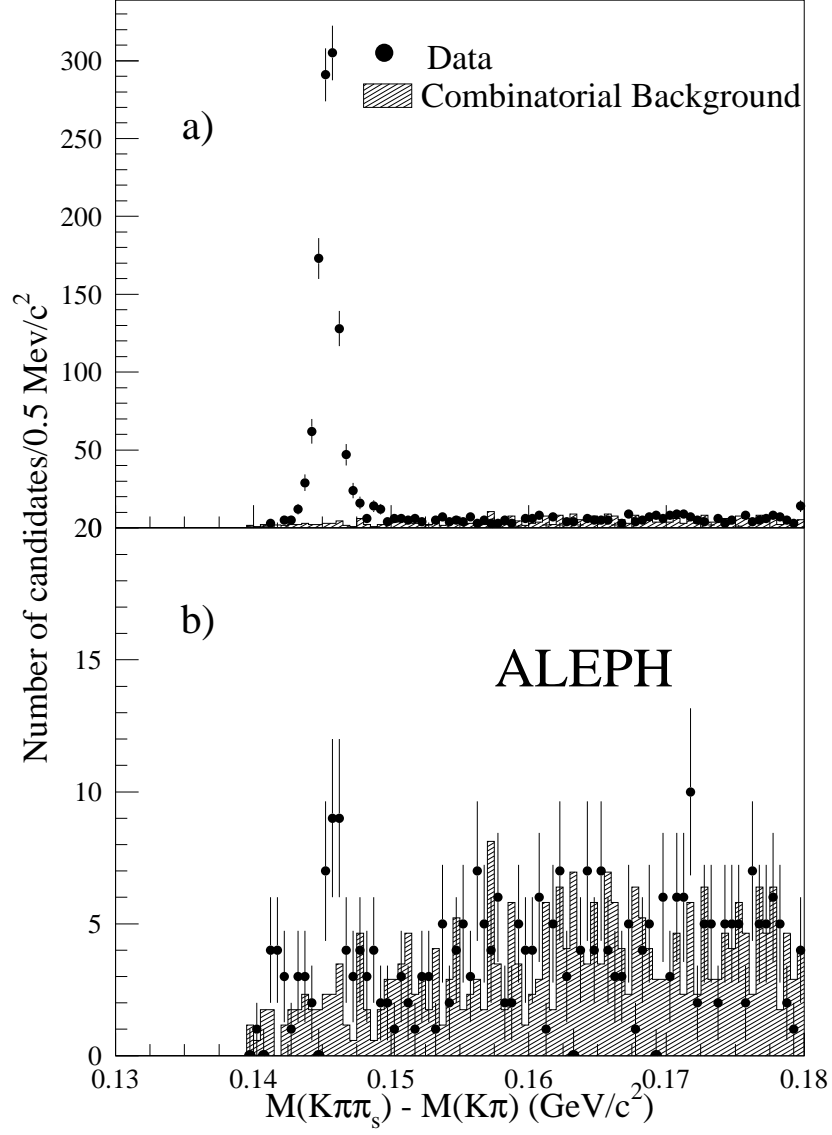 300
250
200
150
100
50
20
15
10
5
0
Number of candidates/0.5 Mev/c²
a)
Data
Combinatorial Background
b)
ALEPH
0.13 0.14 0.15 0.16 0.17 0.18
M(Kππₛ) - M(Kπ) (GeV/c²)